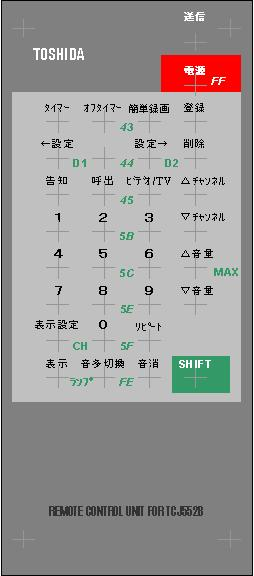 送信
TOSHIDA
電源
FF
タイマー オフタイマー 簡単録画 登録
43
←設定 設定→ 削除
D1 44 D2
告知 呼出 ビデオ/TV △チャンネル
45
1 2 3 ▽チャンネル
5B
4 5 6 △音量
5C MAX
7 8 9 ▽音量
5E
表示設定 0 リピート
CH 5F
表示 音多切換 音消 SHIFT
ランプ FE
REMOTE CONTROL UNIT FOR TCJ552B